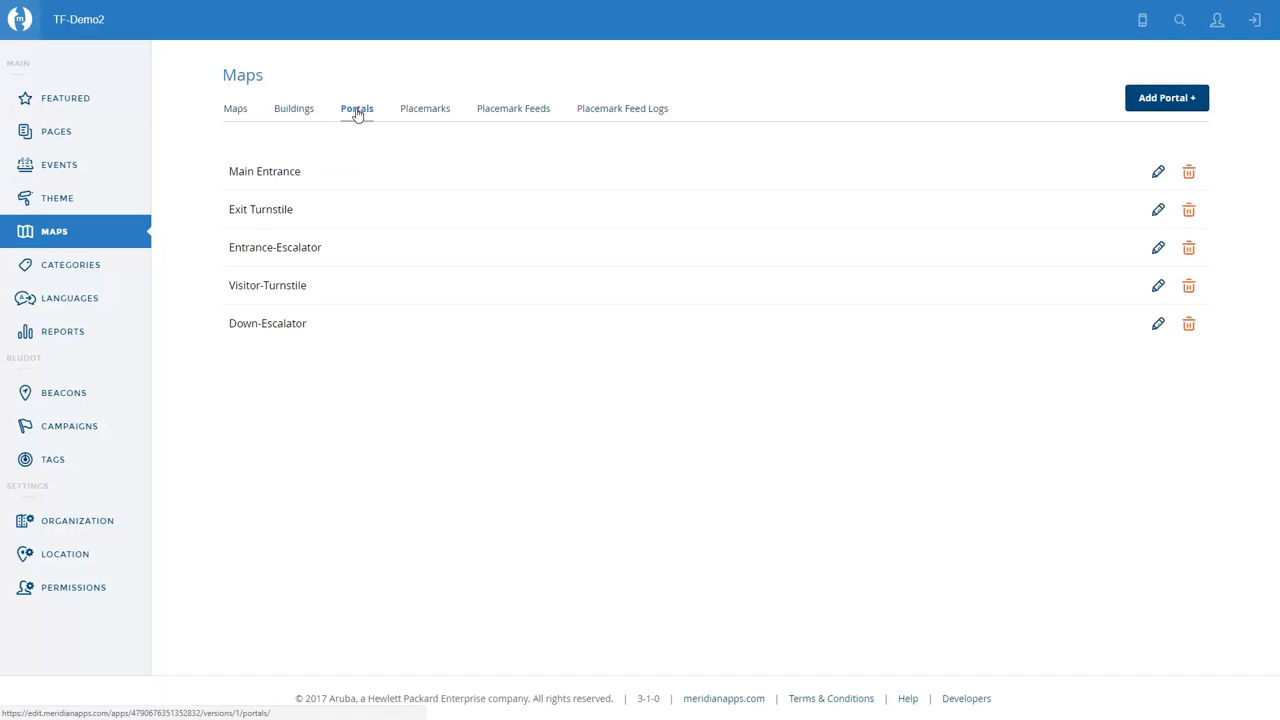 TF-Demo2
MAIN
FEATURED
PAGES
EVENTS
THEME
MAPS
CATEGORIES
LANGUAGES
REPORTS
BLUDOT
BEACONS
CAMPAIGNS
TAGS
SETTINGS
ORGANIZATION
LOCATION
PERMISSIONS
Maps
Maps Buildings Portals Placemarks Placemark Feeds Placemark Feed Logs
Add Portal +
Main Entrance
Exit Turnstile
Entrance-Escalator
Visitor-Turnstile
Down-Escalator
© 2017 Aruba, a Hewlett Packard Enterprise company. All rights reserved. | 3-1-0 | meridianapps.com | Terms & Conditions | Help | Developers
https://edit.meridianapps.com/apps/4790676351352832/versions/1/portals/